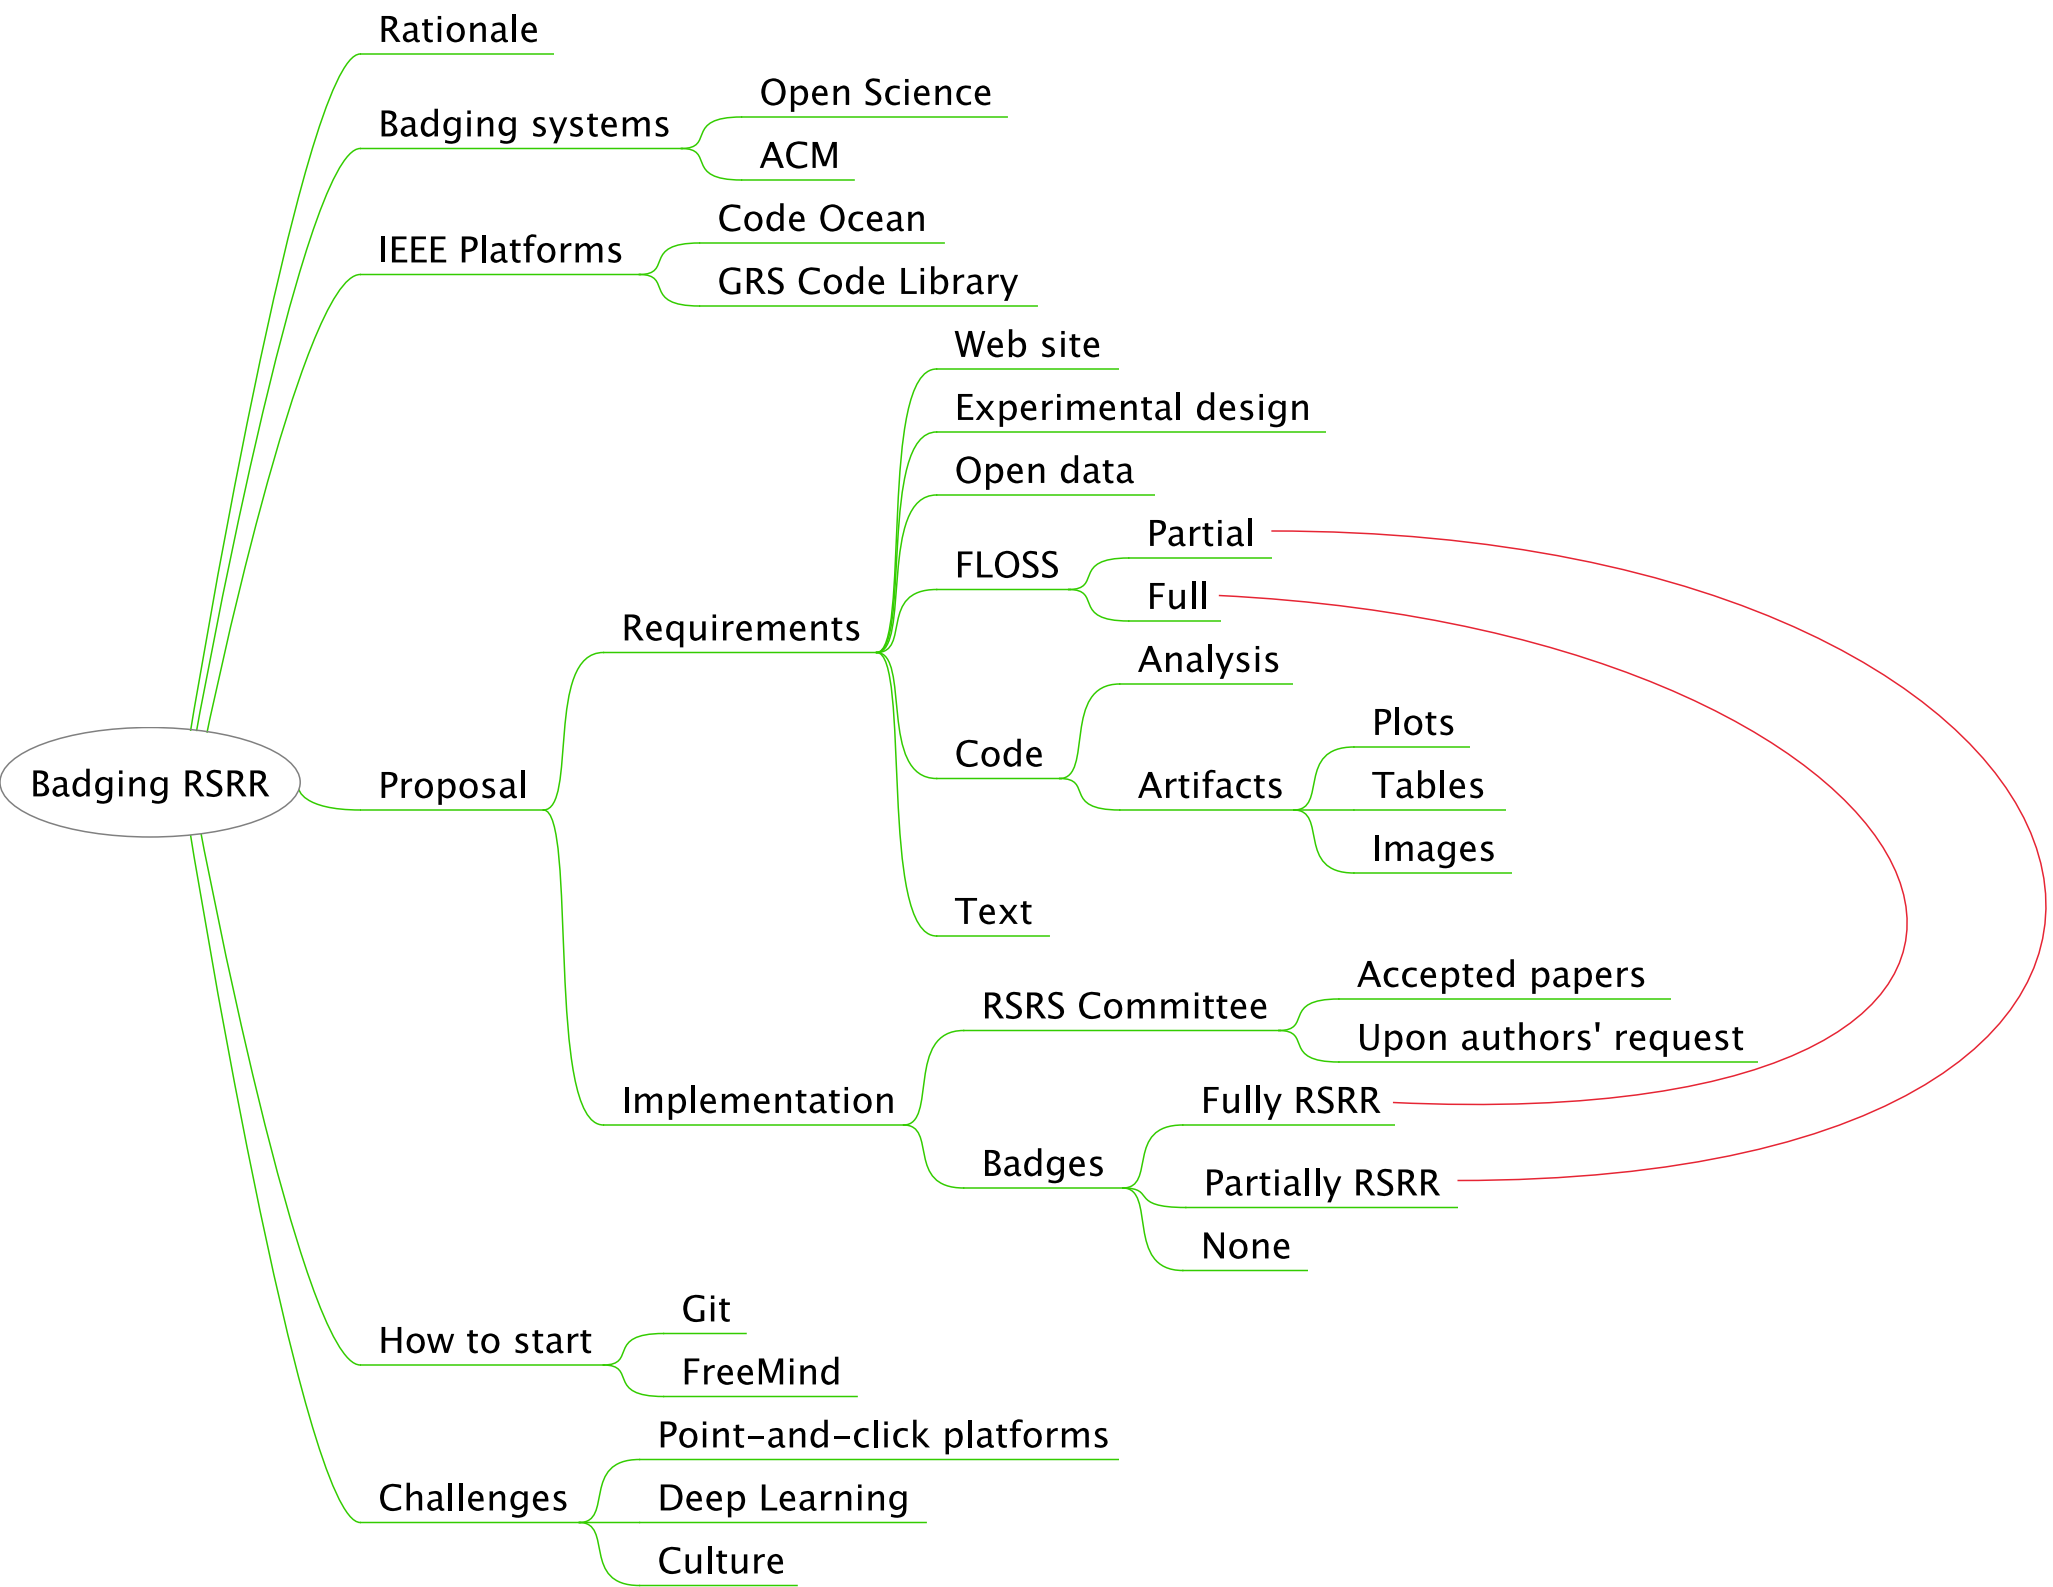 Rationale
Open Science
Badging systems
ACM
Code Ocean
IEEE Platforms
GRS Code Library
Web site
Experimental design
Open data
Partial
FLOSS
Full
Requirements
Analysis
Plots
Code
Badging RSRR
Proposal
Artifacts
Tables
Images
Text
Accepted papers
RSRS Committee
Upon authors' request
Implementation
Fully RSRR
Badges
Partially RSRR
None
Git
How to start
FreeMind
Point-and-click platforms
Challenges
Deep Learning
Culture